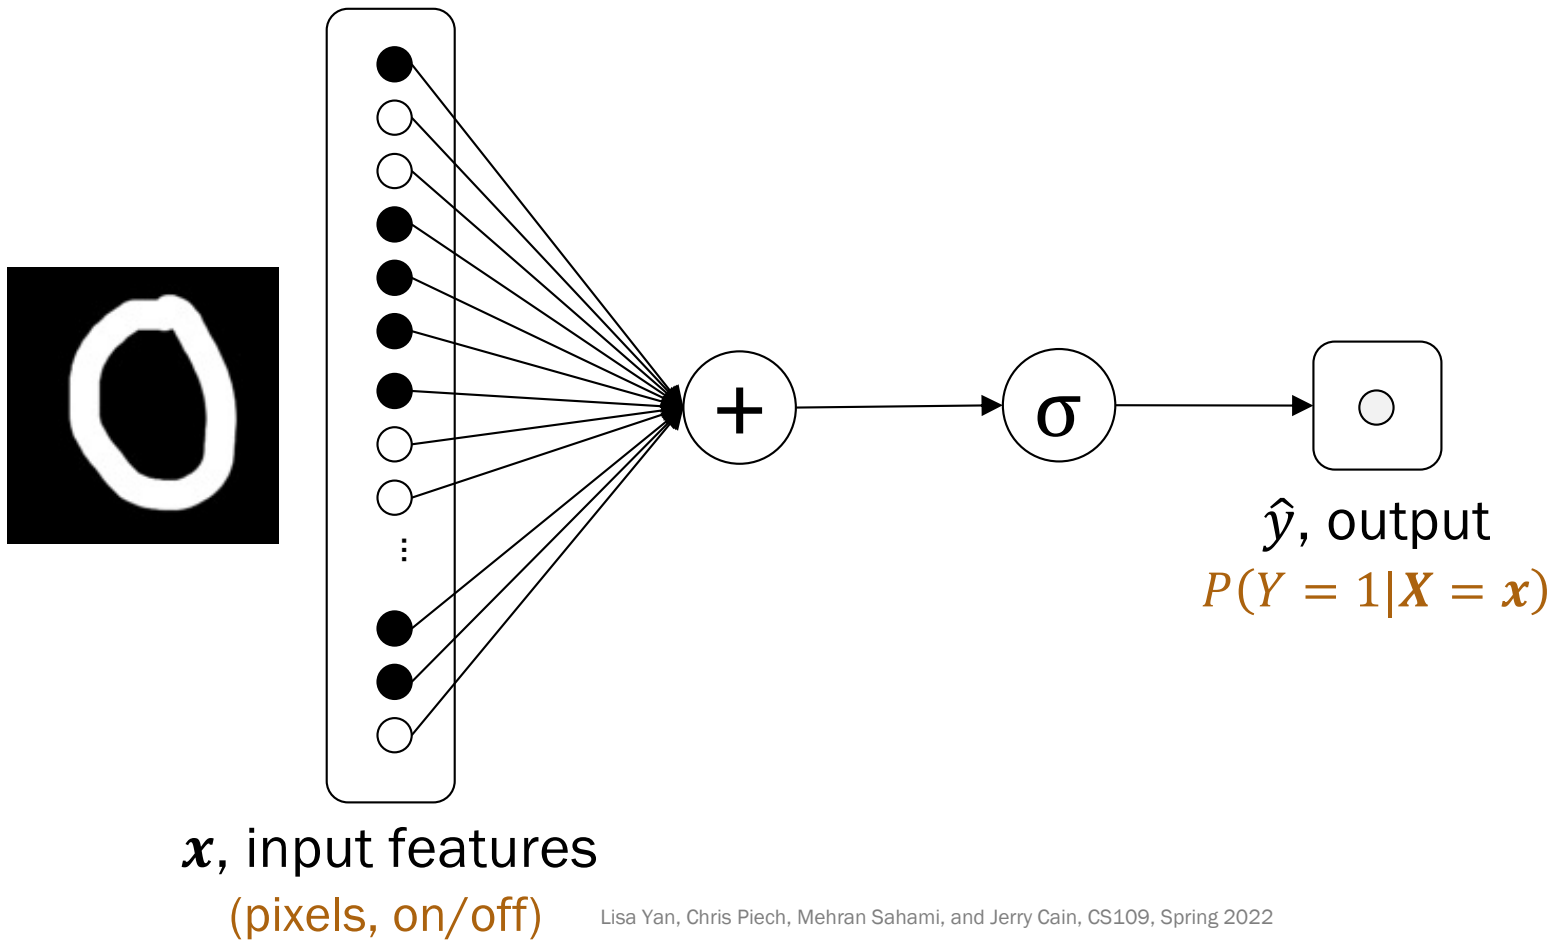 +
σ
⋮
ŷ, output
P(Y = 1|X = x)
x, input features
(pixels, on/off)
Lisa Yan, Chris Piech, Mehran Sahami, and Jerry Cain, CS109, Spring 2022